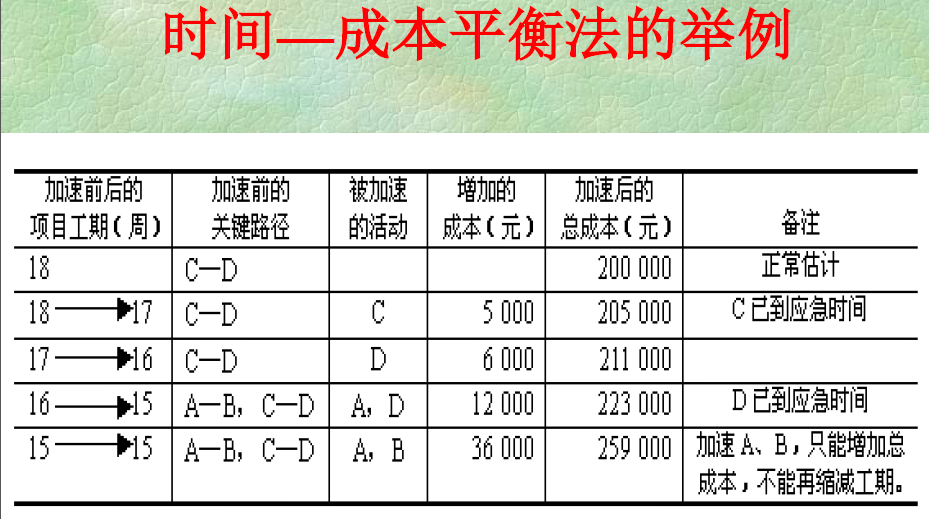 时间—成本平衡法的举例
加速前后的 加速前的 被加速 增加的 加速后的 备注
项目工期(周) 关键路径 的活动 成本(元) 总成本(元)
18 C—D 200 000 正常估计
18→17 C—D C 5 000 205 000 C已到应急时间
17→16 C—D D 6 000 211 000
16→15 A—B, C—D A, D 12 000 223 000 D已到应急时间
15→15 A—B, C—D A, B 36 000 259 000 加速A、B,只能增加总
成本,不能再缩减工期。